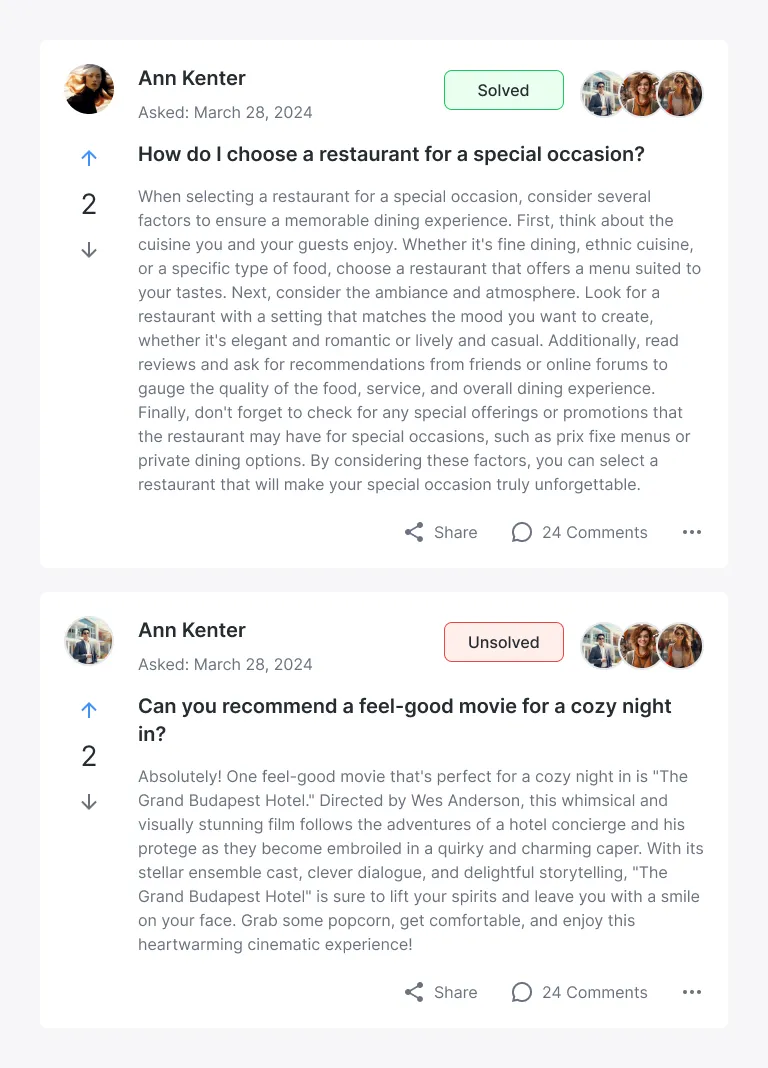 Ann Kenter
Solved
Asked: March 28, 2024
How do I choose a restaurant for a special occasion?
2
When selecting a restaurant for a special occasion, consider several
factors to ensure a memorable dining experience. First, think about the
cuisine you and your guests enjoy. Whether it's fine dining, ethnic cuisine,
or a specific type of food, choose a restaurant that offers a menu suited to
your tastes. Next, consider the ambiance and atmosphere. Look for a
restaurant with a setting that matches the mood you want to create,
whether it's elegant and romantic or lively and casual. Additionally, read
reviews and ask for recommendations from friends or online forums to
gauge the quality of the food, service, and overall dining experience.
Finally, don't forget to check for any special offerings or promotions that
the restaurant may have for special occasions, such as prix fixe menus or
private dining options. By considering these factors, you can select a
restaurant that will make your special occasion truly unforgettable.
Share
24 Comments
Ann Kenter
Unsolved
Asked: March 28, 2024
Can you recommend a feel-good movie for a cozy night
in?
2
Absolutely! One feel-good movie that's perfect for a cozy night in is "The
Grand Budapest Hotel." Directed by Wes Anderson, this whimsical and
visually stunning film follows the adventures of a hotel concierge and his
protege as they become embroiled in a quirky and charming caper. With its
stellar ensemble cast, clever dialogue, and delightful storytelling, "The
Grand Budapest Hotel" is sure to lift your spirits and leave you with a smile
on your face. Grab some popcorn, get comfortable, and enjoy this
heartwarming cinematic experience!
Share
24 Comments